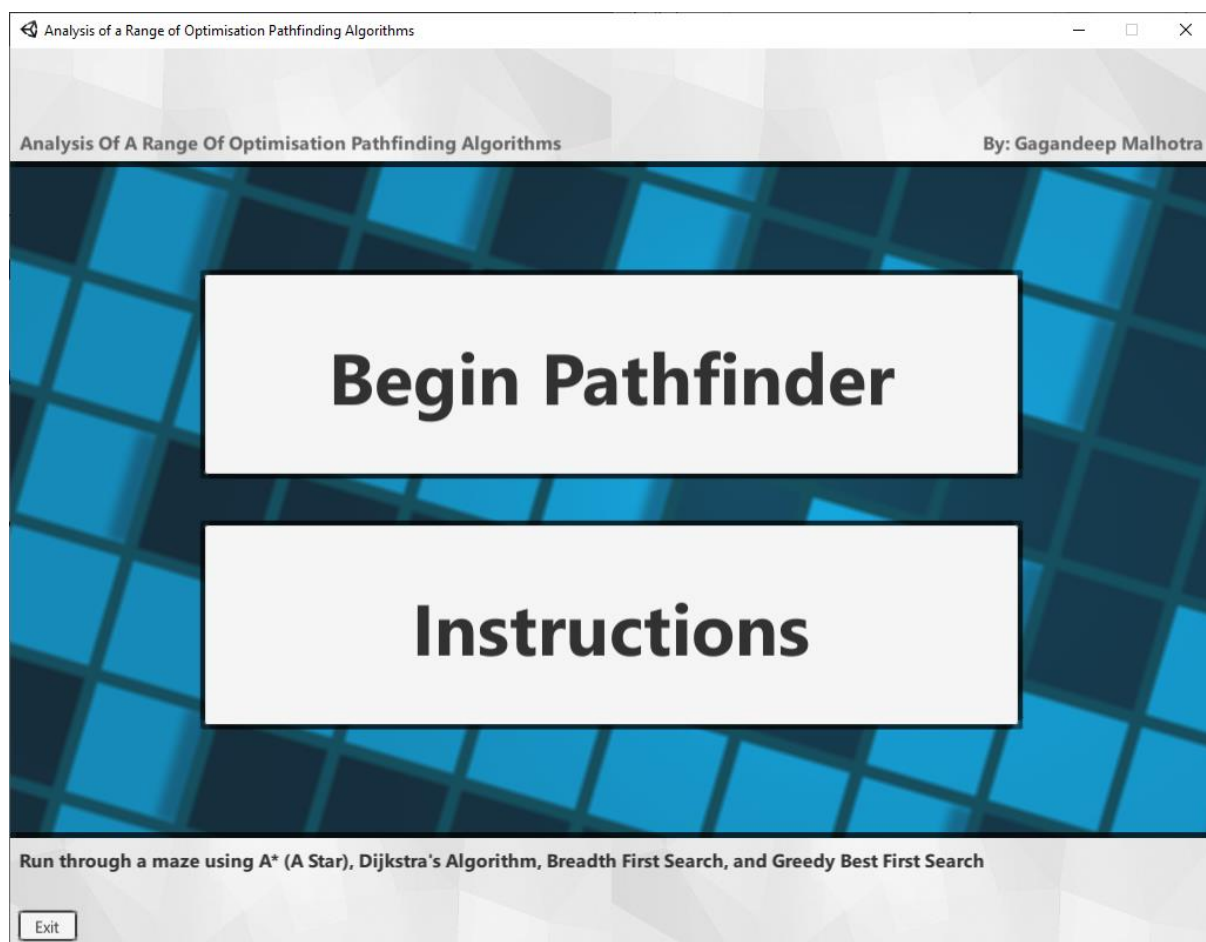 Analysis of a Range of Optimisation Pathfinding Algorithms
Analysis Of A Range Of Optimisation Pathfinding Algorithms
By: Gagandeep Malhotra
Begin Pathfinder
Instructions
Run through a maze using A* (A Star), Dijkstra's Algorithm, Breadth First Search, and Greedy Best First Search
Exit